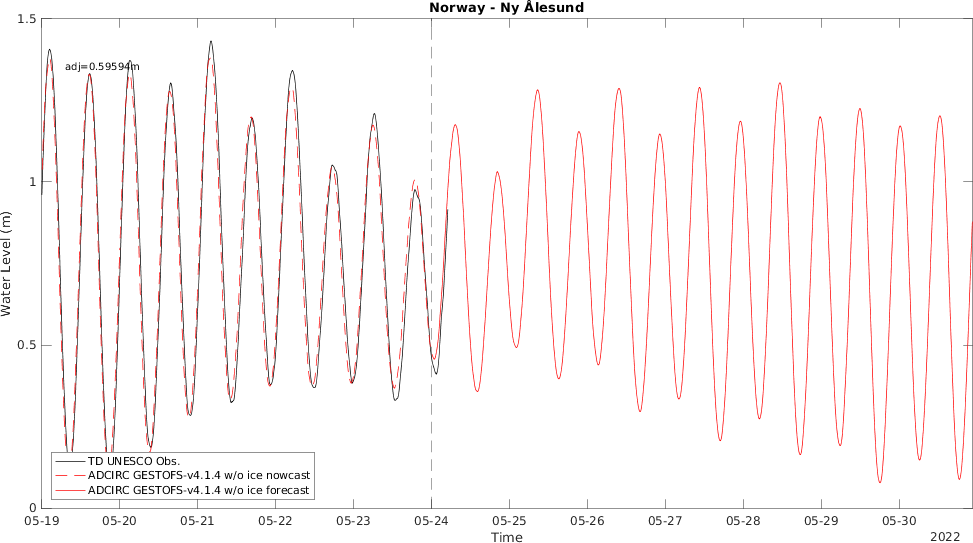 Norway - Ny Ålesund
1.5
adj=0.59594m
1
Water Level (m)
0.5
TD UNESCO Obs.
ADCIRC GESTOFS-v4.1.4 w/o ice nowcast
ADCIRC GESTOFS-v4.1.4 w/o ice forecast
0
05-19 05-20 05-21 05-22 05-23 05-24 05-25 05-26 05-27 05-28 05-29 05-30
Time
2022